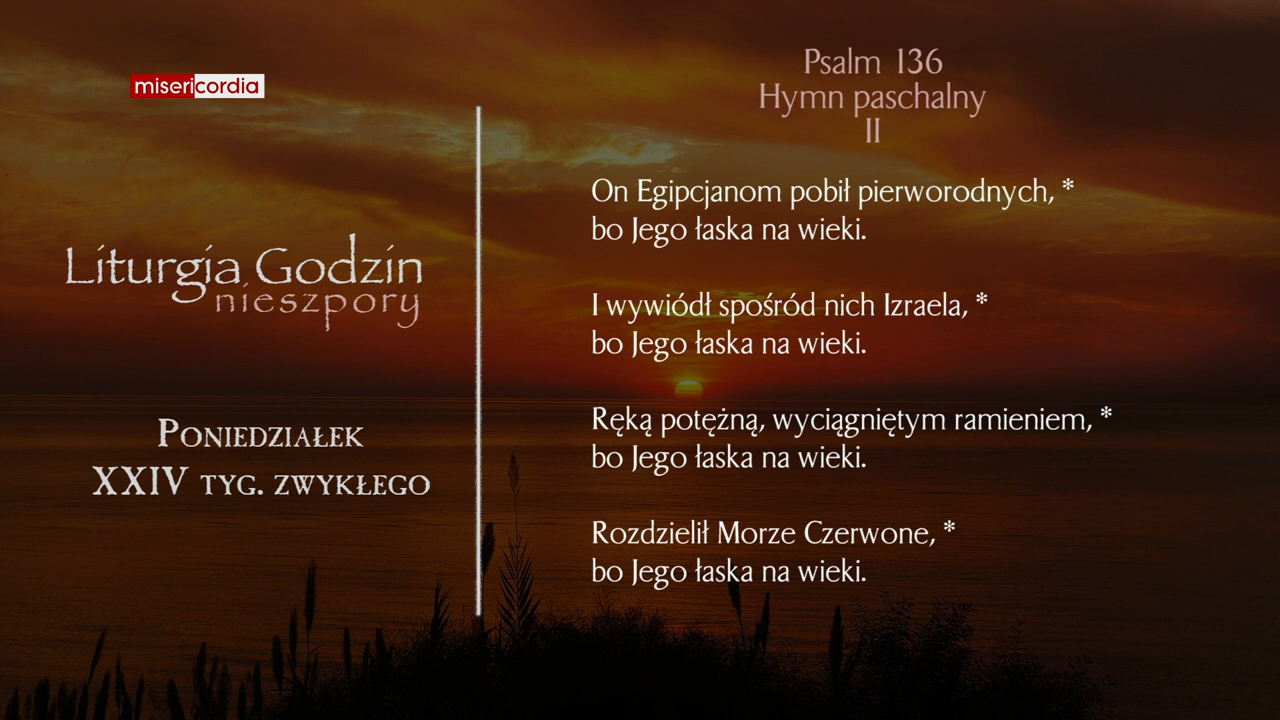 misericordia
Liturgia Godzin
nieszpory
Poniedziałek
XXIV tyg. zwykłego
Psalm 136
Hymn paschalny
II
On Egipcjanom pobił pierworodnych, *
bo Jego łaska na wieki.
I wywiódł spośród nich Izraela, *
bo Jego łaska na wieki.
Ręką potężną, wyciągniętym ramieniem, *
bo Jego łaska na wieki.
Rozdzielił Morze Czerwone, *
bo Jego łaska na wieki.